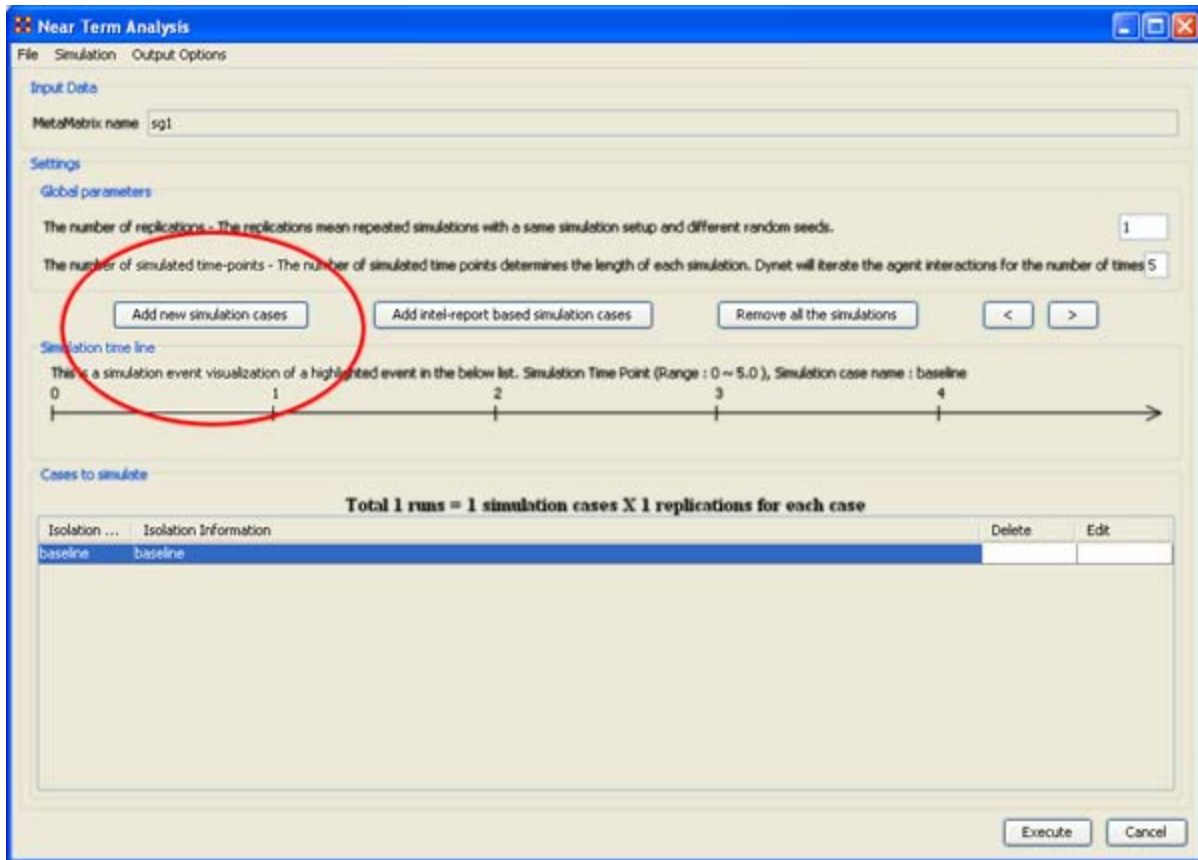 Near Term Analysis
File Simulation Output Options
Input Data
MetaMatrix name sg1
Settings
Global parameters
The number of replications - The replications mean repeated simulations with a same simulation setup and different random seeds. 1
The number of simulated time-points - The number of simulated time points determines the length of each simulation. Dynet will iterate the agent interactions for the number of times 5
Add new simulation cases Add intel-report based simulation cases Remove all the simulations < >
Simulation time line
This is a simulation event visualization of a highlighted event in the below list. Simulation Time Point (Range : 0 ~ 5.0 ), Simulation case name : baseline
0 1 2 3 4
Cases to simulate
Total 1 runs = 1 simulation cases X 1 replications for each case
Isolation ... Isolation Information Delete Edit
baseline baseline
Execute Cancel